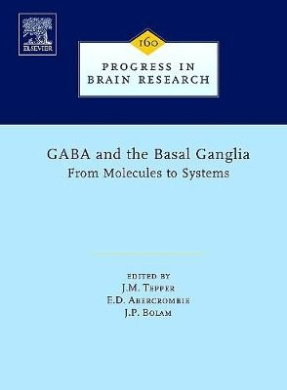 ELSEVIER
160
PROGRESS IN
BRAIN RESEARCH
GABA and the Basal Ganglia
From Molecules to Systems
EDITED BY
J.M. Tepper
E.D. Abercrombie
J.P. Bolam